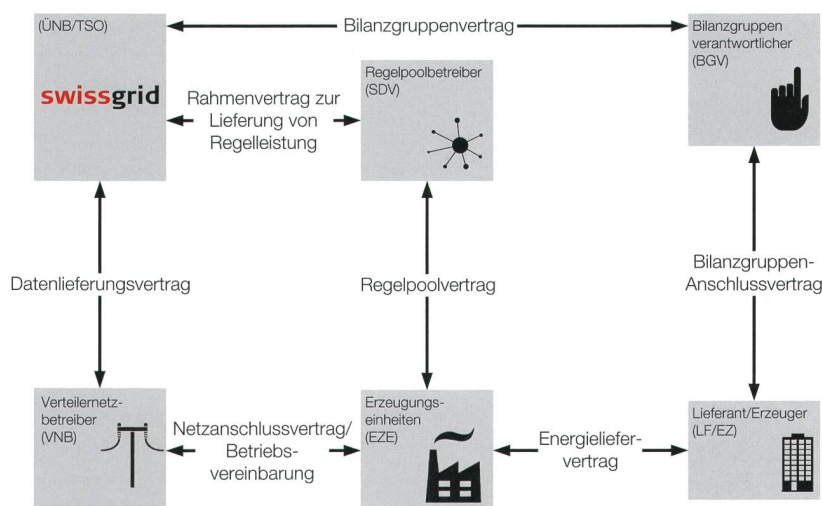 (ÜNB/TSO)
swissgrid
Bilanzgruppenvertrag
Bilanzgruppen
verantwortlicher
(BGV)
Rahmenvertrag zur
Lieferung von
Regelleistung
Regelpoolbetreiber
(SDV)
Datenlieferungsvertrag
Regelpoolvertrag
Bilanzgruppen-
Anschlussvertrag
Verteilernetz-
betreiber
(VNB)
Netzanschlussvertrag/
Betriebs-
vereinbarung
Erzeugungs-
einheiten
(EZE)
Energieliefer-
vertrag
Lieferant/Erzeuger
(LF/EZ)